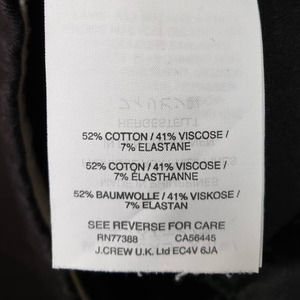 52% COTTON / 41% VISCOSE /
7% ELASTANE
52% COTON / 41% VISCOSE /
7% ELASTHANNE
52% BAUMWOLLE / 41% VISKOSE /
7% ELASTAN
SEE REVERSE FOR CARE
RN77388 CA56445
J.CREW U.K. Ltd EC4V 6JA